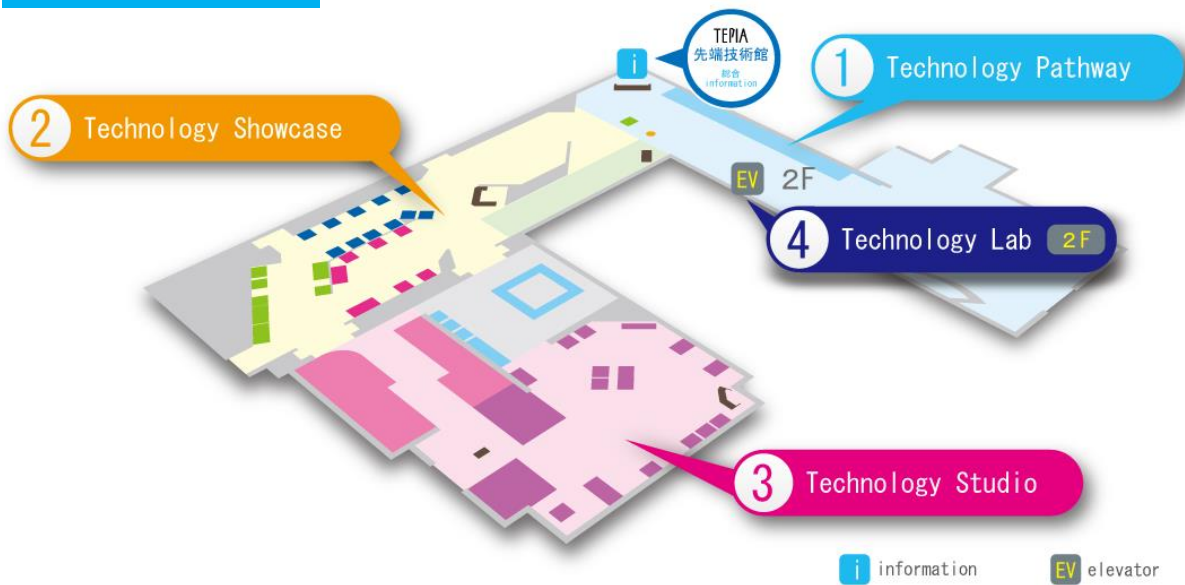 i
TEPIA
先端技術館
総合
information
1 Technology Pathway
2 Technology Showcase
EV 2F
4 Technology Lab 2F
3 Technology Studio
i information
EV elevator